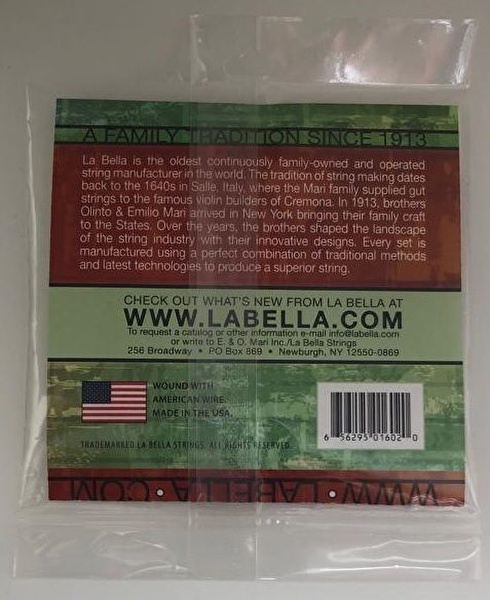 A FAMILY TRADITION SINCE 1913
La Bella is the oldest continuously family-owned and operated
string manufacturer in the world. The tradition of string making dates
back to the 1640s in Salle, Italy, where the Mari family supplied gut
strings to the famous violin builders of Cremona. In 1913, brothers
Olinto & Emilio Mari arrived in New York bringing their family craft
to the States. Over the years, the brothers shaped the landscape
of the string industry with their innovative designs. Every set is
manufactured using a perfect combination of traditional methods
and latest technologies to produce a superior string.
CHECK OUT WHAT'S NEW FROM LA BELLA AT
WWW.LABELLA.COM
To request a catalog or other information e-mail info@labella.com
or write to E. & O. Mari Inc./La Bella Strings
256 Broadway • PO Box 869 • Newburgh, NY 12550-0869
WOUND WITH
AMERICAN WIRE.
MADE IN THE USA.
6 56295 01602 0
TRADEMARKED LA BELLA STRINGS. ALL RIGHTS RESERVED.
WWW.LABELLA.COM